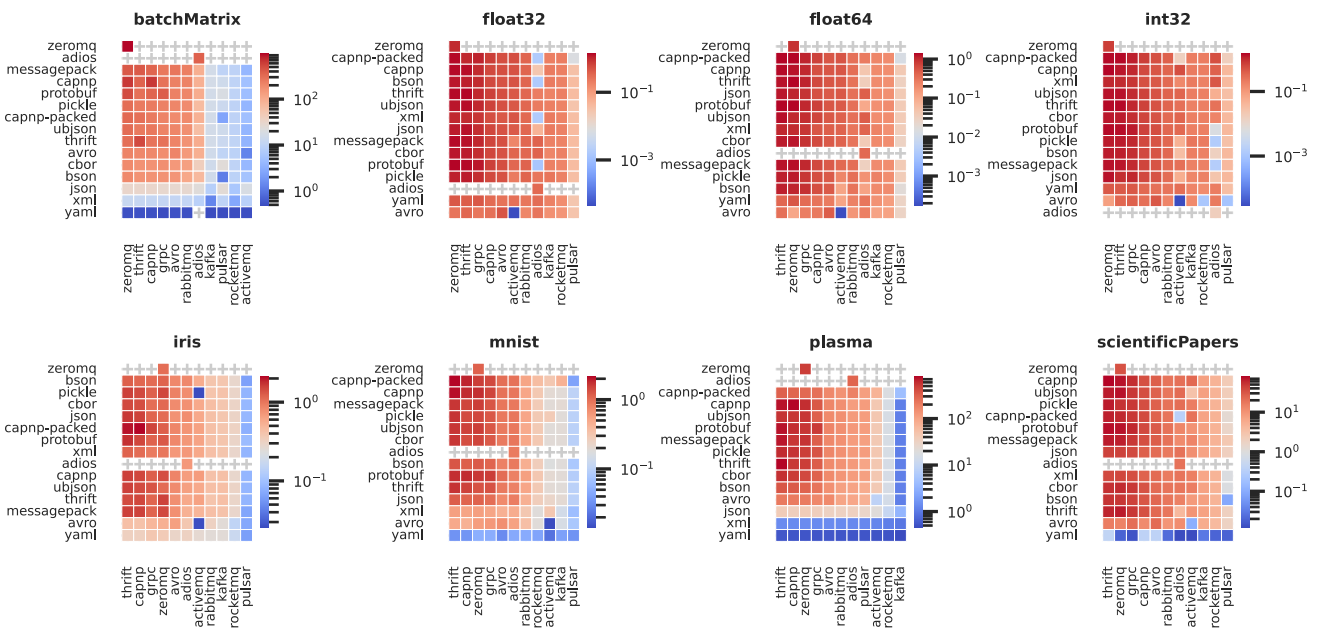 batchMatrix
zeromq
adios
messagepack
capnp
protobuf
pickle
capnp-packed
ubjson
thrift
avro
cbor
bson
json
xml
yaml
10²
10¹
10⁰
zeromq
thrift
capnp
grpc
avro
rabbitmq
adios
kafka
pulsar
rocketmq
activemq
float32
zeromq
capnp-packed
capnp
bson
thrift
ubjson
xml
json
messagepack
cbor
protobuf
pickle
adios
yaml
avro
10⁻¹
10⁻³
zeromq
thrift
grpc
capnp
avro
activemq
rabbitmq
adios
kafka
rocketmq
pulsar
float64
zeromq
capnp-packed
capnp
thrift
json
protobuf
ubjson
xml
cbor
adios
messagepack
pickle
bson
yaml
avro
10⁰
10⁻¹
10⁻²
10⁻³
thrift
zeromq
grpc
capnp
avro
activemq
rabbitmq
adios
rocketmq
kafka
pulsar
int32
zeromq
capnp-packed
capnp
xml
ubjson
thrift
cbor
protobuf
pickle
bson
messagepack
json
yaml
avro
adios
10⁻¹
10⁻³
zeromq
thrift
grpc
capnp
avro
rabbitmq
activemq
kafka
rocketmq
adios
pulsar
iris
zeromq
bson
pickle
cbor
json
capnp-packed
protobuf
xml
adios
capnp
ubjson
thrift
messagepack
avro
yaml
10⁰
10⁻¹
thrift
capnp
grpc
zeromq
avro
adios
activemq
rabbitmq
kafka
rocketmq
pulsar
mnist
zeromq
capnp-packed
capnp
messagepack
pickle
ubjson
cbor
adios
bson
protobuf
thrift
json
xml
avro
yaml
10⁰
10⁻¹
thrift
capnp
zeromq
grpc
avro
adios
rabbitmq
rocketmq
activemq
kafka
pulsar
plasma
zeromq
adios
capnp-packed
capnp
ubjson
protobuf
messagepack
pickle
thrift
cbor
bson
avro
json
xml
yaml
10²
10¹
10⁰
thrift
capnp
zeromq
grpc
avro
rabbitmq
adios
pulsar
activemq
rocketmq
kafka
scientificPapers
zeromq
capnp
ubjson
pickle
capnp-packed
protobuf
messagepack
json
adios
xml
cbor
bson
thrift
avro
yaml
10¹
10⁰
10⁻¹
thrift
zeromq
grpc
capnp
avro
rabbitmq
adios
activemq
kafka
rocketmq
pulsar